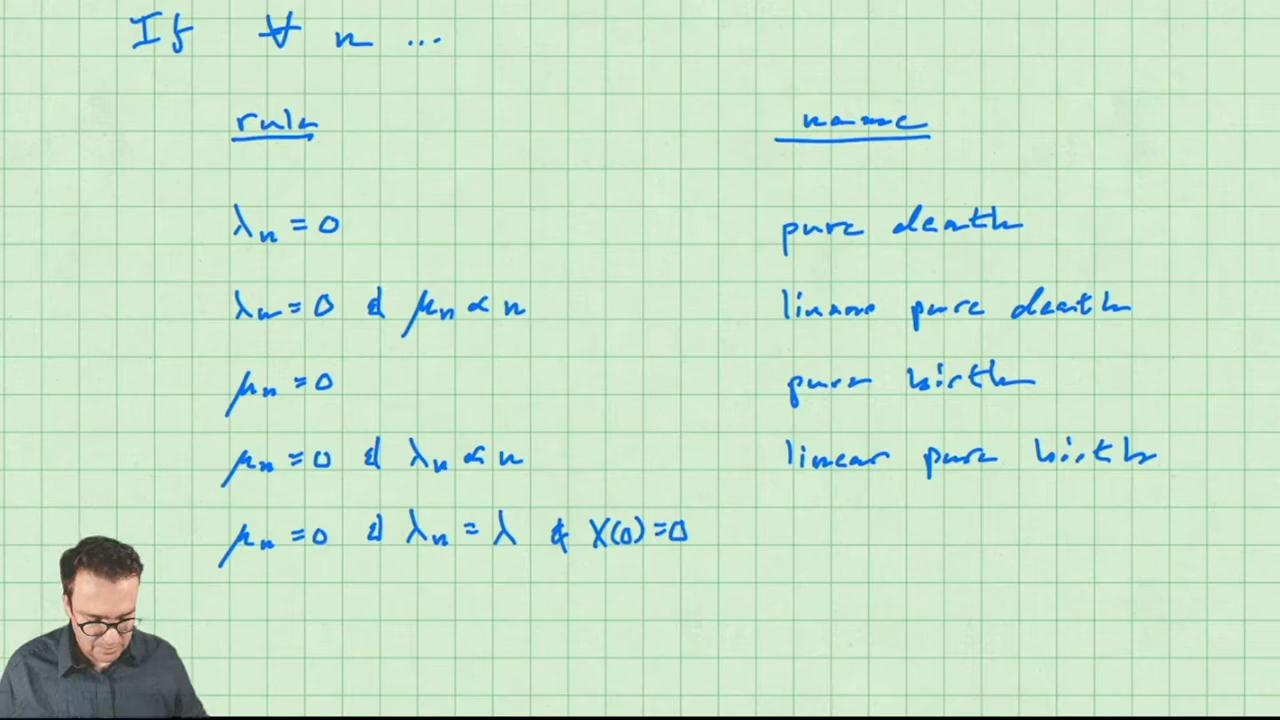 If ∀ n ...
rule name
λₙ = 0 pure death
λₙ = 0 & μₙ ∝ n linear pure death
μₙ = 0 pure birth
μₙ = 0 & λₙ ∝ n linear pure birth
μₙ = 0 & λₙ = λ & X(0) = 0